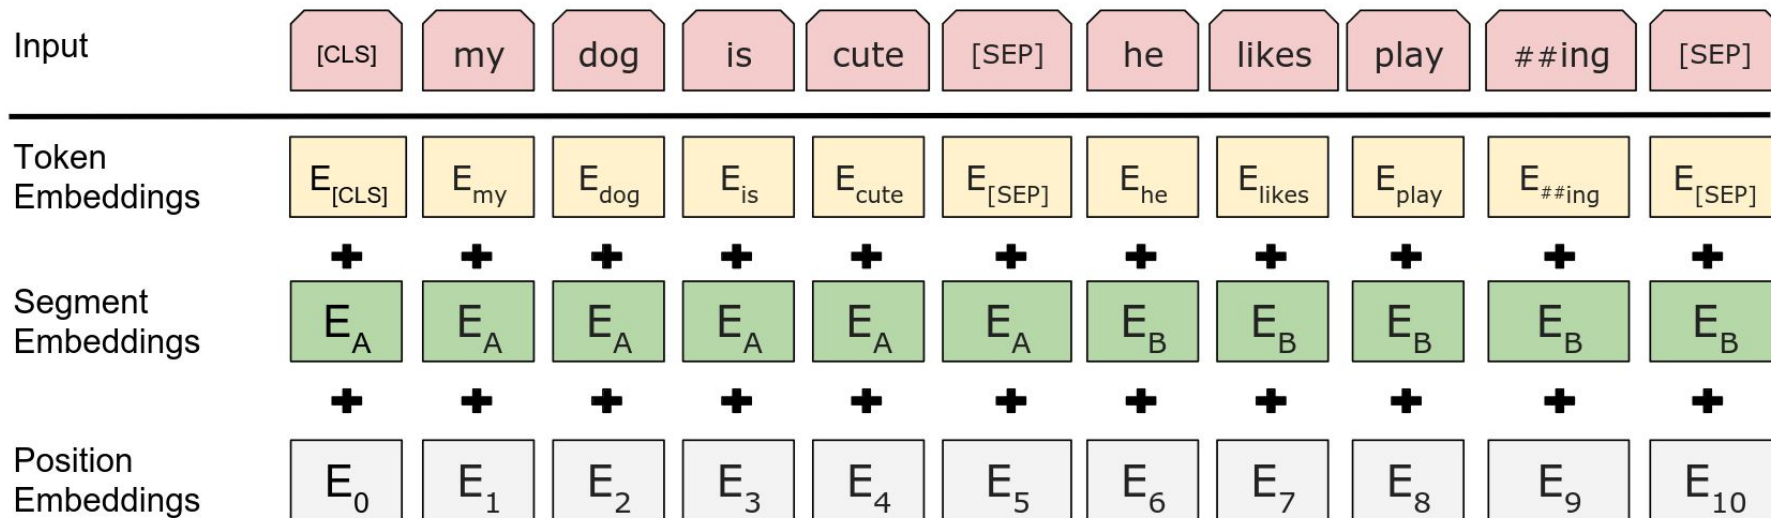 Input [CLS] my dog is cute [SEP] he likes play ##ing [SEP]
Token
Embeddings
E[CLS] Emy Edog Eis Ecute E[SEP] Ehe Elikes Eplay E##ing E[SEP]
+ + + + + + + + + + +
Segment
Embeddings
EA EA EA EA EA EA EB EB EB EB EB
+ + + + + + + + + + +
Position
Embeddings
E0 E1 E2 E3 E4 E5 E6 E7 E8 E9 E10